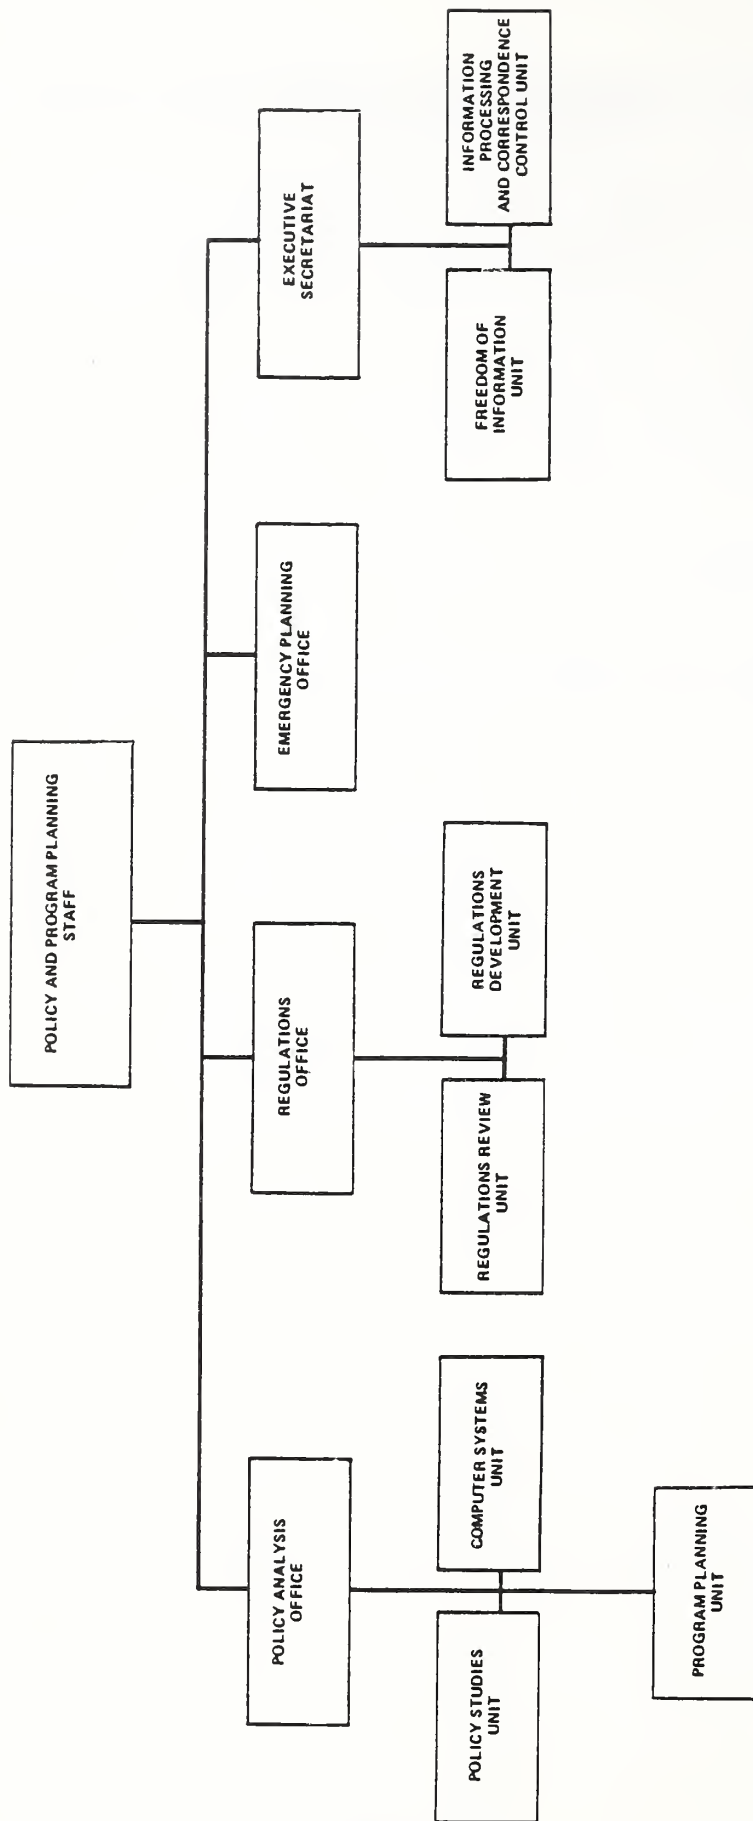 POLICY AND PROGRAM PLANNING
STAFF
POLICY ANALYSIS
OFFICE
REGULATIONS
OFFICE
EMERGENCY PLANNING
OFFICE
EXECUTIVE
SECRETARIAT
POLICY STUDIES
UNIT
COMPUTER SYSTEMS
UNIT
REGULATIONS REVIEW
UNIT
REGULATIONS
DEVELOPMENT
UNIT
FREEDOM OF
INFORMATION
UNIT
INFORMATION
PROCESSING
AND CORRESPONDENCE
CONTROL UNIT
PROGRAM PLANNING
UNIT